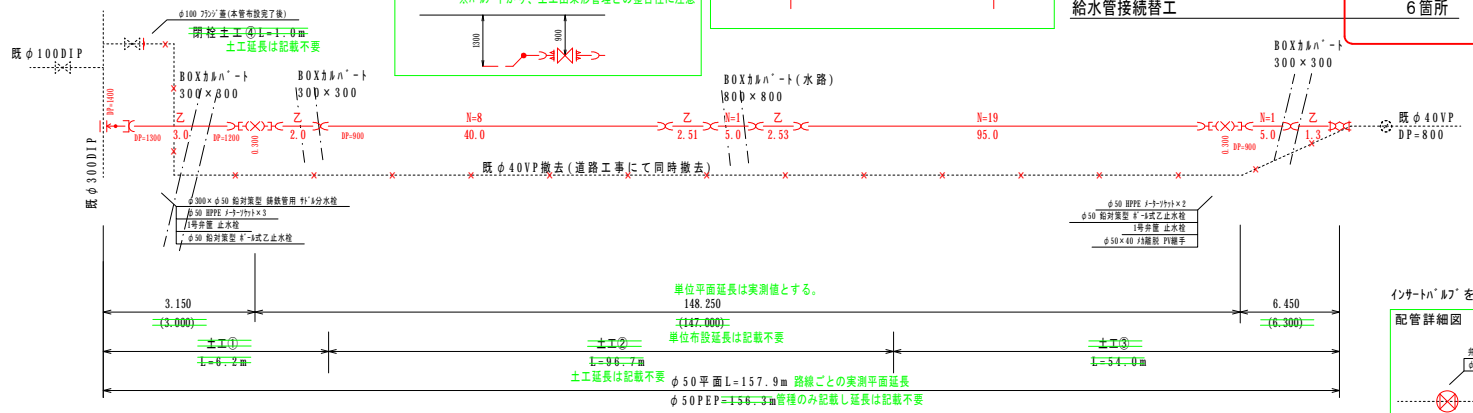 φ100 フランジ蓋(本管布設完了後)
閉栓土工④L=1.0m
土工延長は記載不要
既φ100DIP
1300
900
給水管接続替工 6箇所
BOXカルバート
300×300
BOXカルバート
300×300
BOXカルバート(水路)
800×800
BOXカルバート
300×300
DP=1400
DP=1300
乙
3.0
DP=1200
0.300
乙
2.0
DP=900
N=8
40.0
乙
2.51
N=1
5.0
乙
2.53
N=19
95.0
0.300
DP=900
N=1
5.0
乙
1.3
既φ40VP
DP=800
既φ300DIP
既φ40VP撤去(道路工事にて同時撤去)
φ300×φ50 船対策型 鋳鉄管用 サドル分水栓
φ50 HPPE メーターソケット×3
1号弁筐 止水栓
φ50 船対策型 ボール式乙止水栓
φ50 HPPE メーターソケット×2
φ50 船対策型 ボール式乙止水栓
1号弁筐 止水栓
φ50×40 メカ離脱 PV継手
単位平面延長は実測値とする。
3.150
148.250
6.450
(3.000)
(147.000)
(6.300)
単位布設延長は記載不要
土工①
L=6.2m
土工②
L=96.7m
土工③
L=54.0m
土工延長は記載不要
φ50平面L=157.9m 路線ごとの実測平面延長
φ50PEP=156.3m管種のみ記載し延長は記載不要
インサートバルブを
配管詳細図